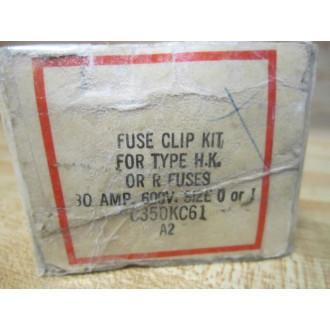 FUSE CLIP KIT
FOR TYPE H.K.
OR R FUSES
30 AMP. 600V. SIZE 0 or 1
C350KC61
A2